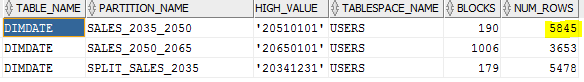 TABLE_NAME PARTITION_NAME HIGH_VALUE TABLESPACE_NAME BLOCKS NUM_ROWS
DIMDATE SALES_2035_2050 '20510101' USERS 190 5845
DIMDATE SALES_2050_2065 '20650101' USERS 1006 3653
DIMDATE SPLIT_SALES_2035 '20341231' USERS 179 5478